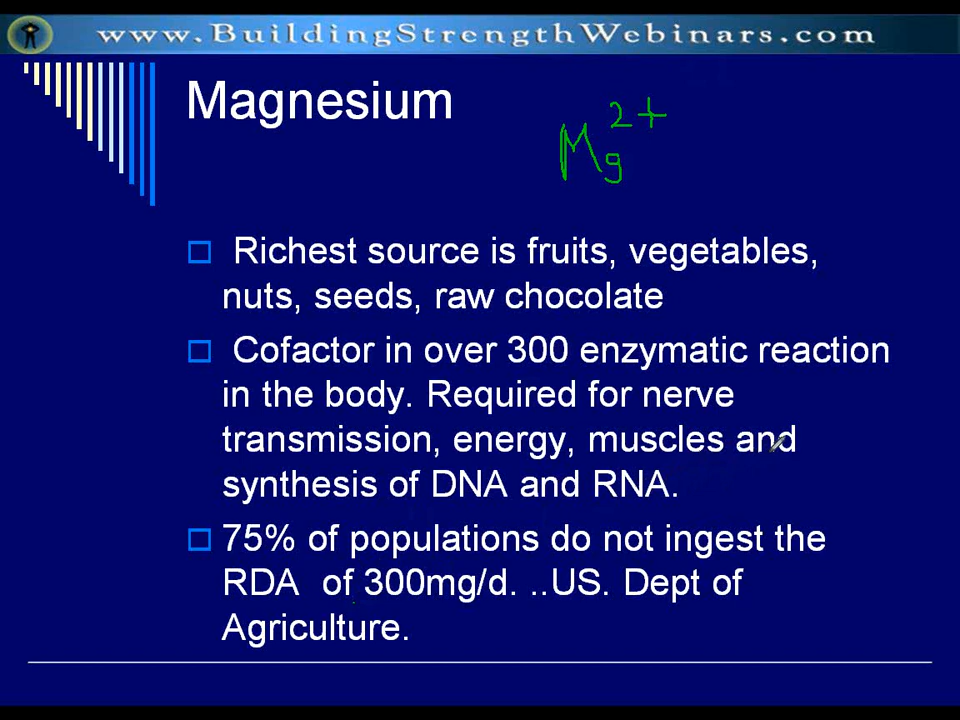 www.BuildingStrengthWebinars.com
Magnesium
Mg2+
Richest source is fruits, vegetables,
nuts, seeds, raw chocolate
Cofactor in over 300 enzymatic reaction
in the body. Required for nerve
transmission, energy, muscles and
synthesis of DNA and RNA.
75% of populations do not ingest the
RDA of 300mg/d. ..US. Dept of
Agriculture.